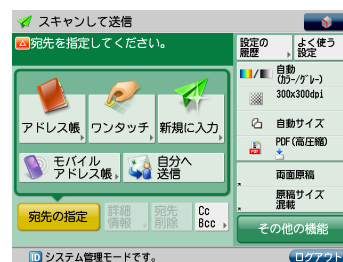 スキャンして送信
宛先を指定してください。
設定の履歴
よく使う設定
アドレス帳
ワンタッチ
新規に入力
モバイルアドレス帳
自分へ送信
宛先の指定
詳細情報
宛先削除
Cc Bcc
自動(ｶﾗｰ/ｸﾞﾚｰ)
300x300dpi
自動サイズ
PDF(高圧縮)
両面原稿
原稿サイズ混載
その他の機能
ID システム管理モードです。
ログアウト